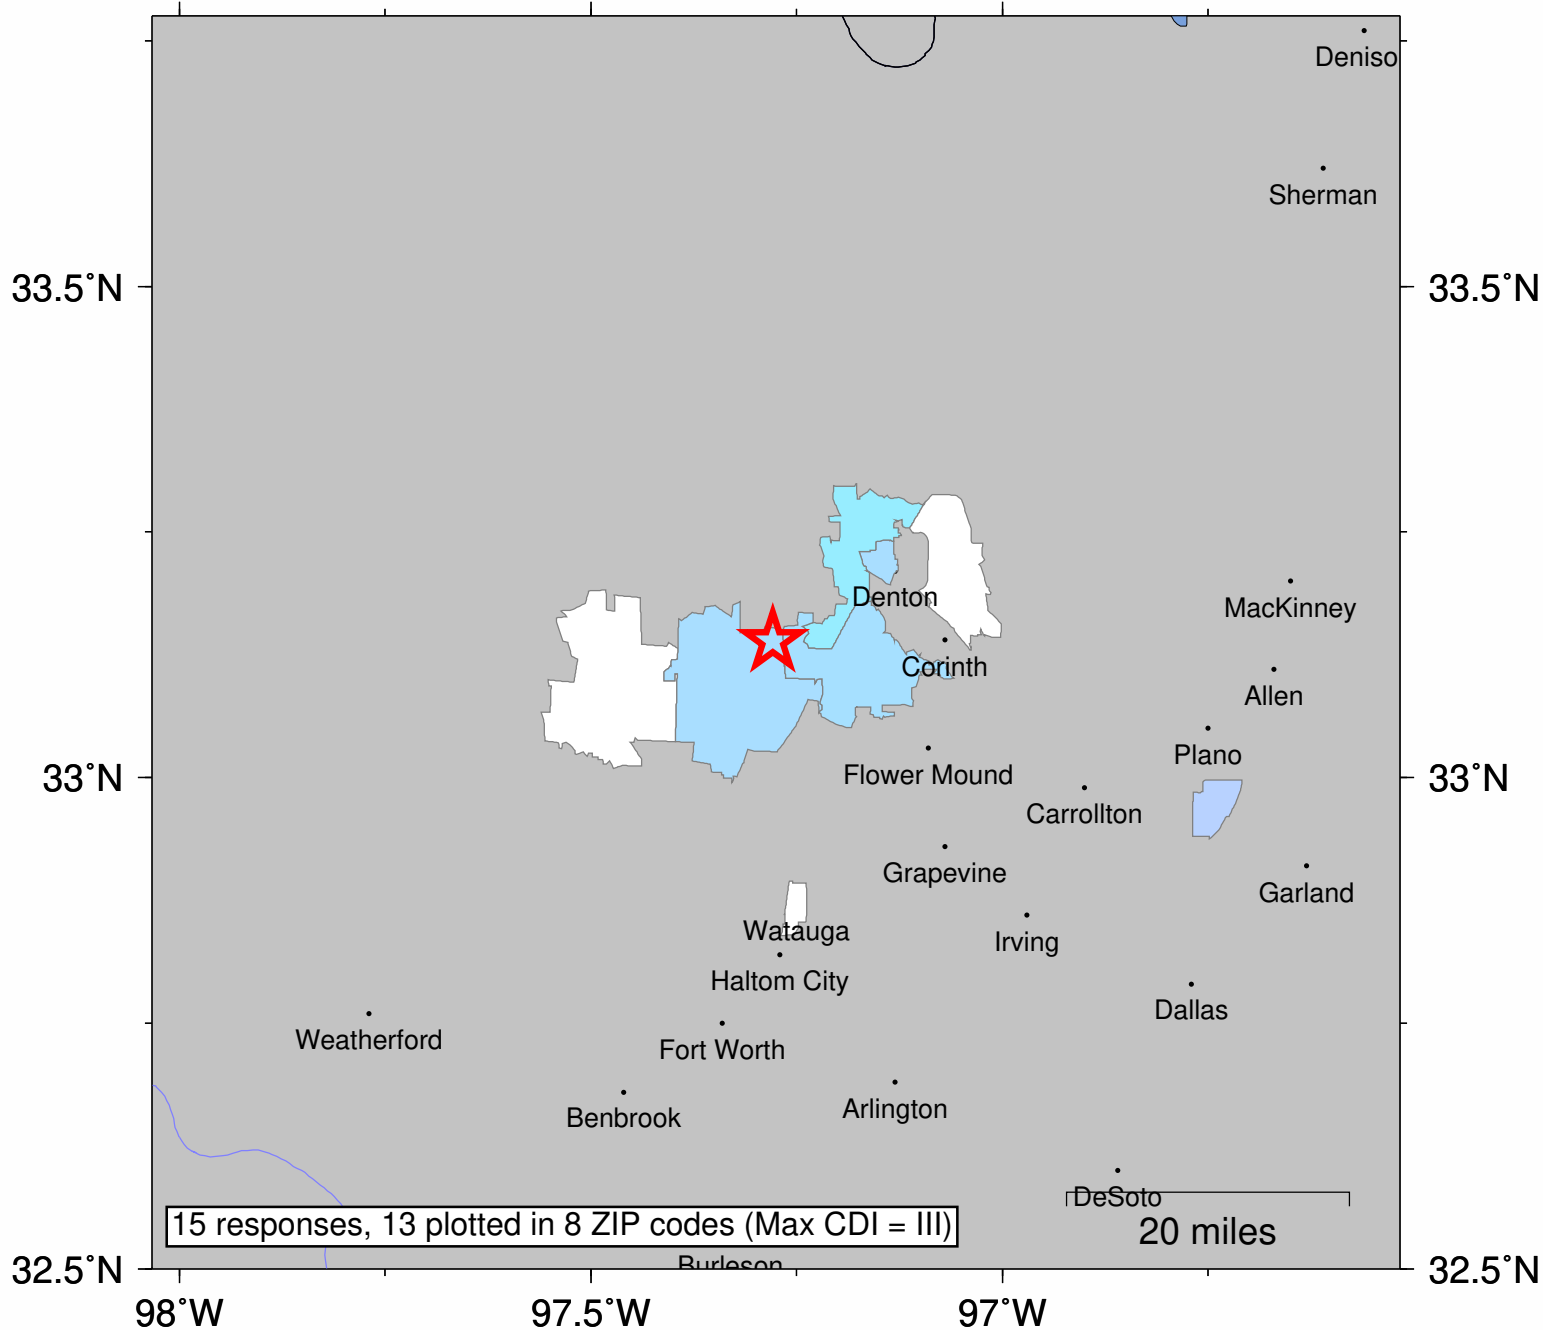 Deniso
Sherman
33.5˚N
33.5˚N
Denton
MacKinney
Corinth
Allen
Plano
Flower Mound
33˚N
33˚N
Carrollton
Grapevine
Garland
Watauga
Irving
Haltom City
Dallas
Weatherford
Fort Worth
Arlington
Benbrook
DeSoto
15 responses, 13 plotted in 8 ZIP codes (Max CDI = III)
20 miles
Burleson
32.5˚N
32.5˚N
98˚W
97.5˚W
97˚W